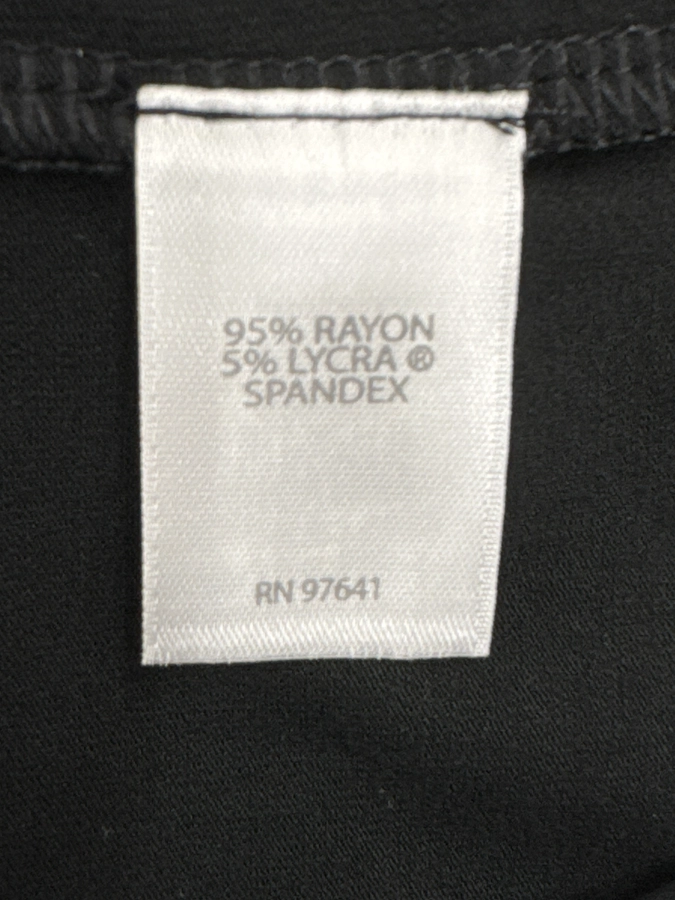 95% RAYON
5% LYCRA ®
SPANDEX
RN 97641